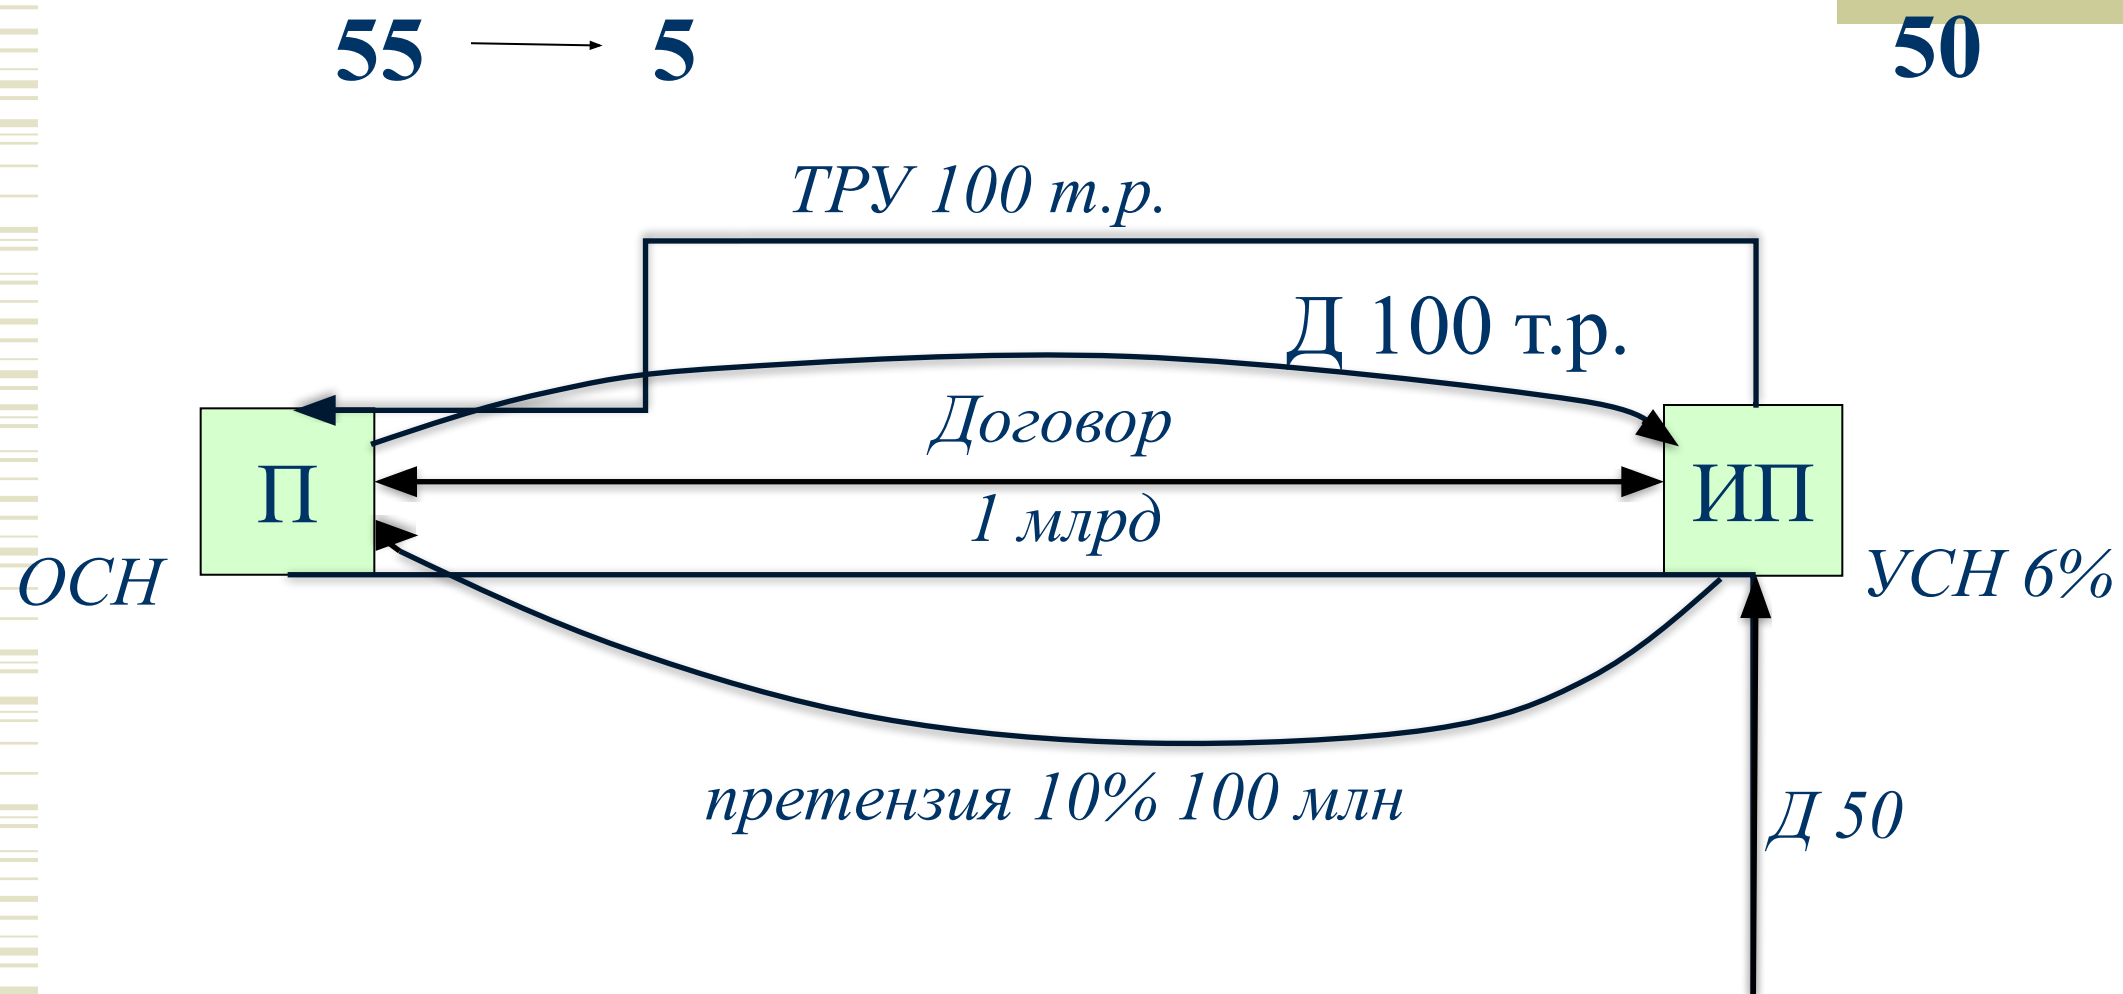 55 5 50
ТРУ 100 т.р.
Д 100 т.р.
Договор
П ИП
1 млрд
ОСН УСН 6%
претензия 10% 100 млн
Д 50